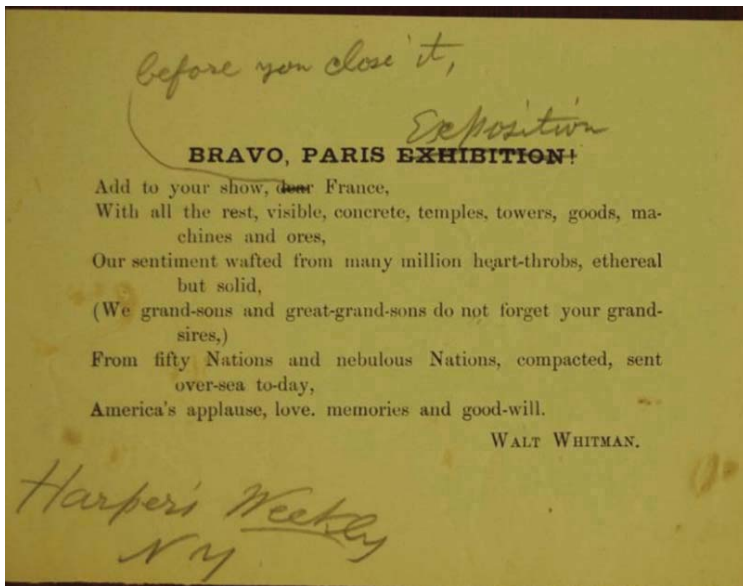 before you close it,
Exposition
BRAVO, PARIS EXHIBITION!
Add to your show, dear France,
With all the rest, visible, concrete, temples, towers, goods, ma-
chines and ores,
Our sentiment wafted from many million heart-throbs, ethereal
but solid,
(We grand-sons and great-grand-sons do not forget your grand-
sires,)
From fifty Nations and nebulous Nations, compacted, sent
over-sea to-day,
America's applause, love. memories and good-will.
WALT WHITMAN.
Harper's Weekly
NY